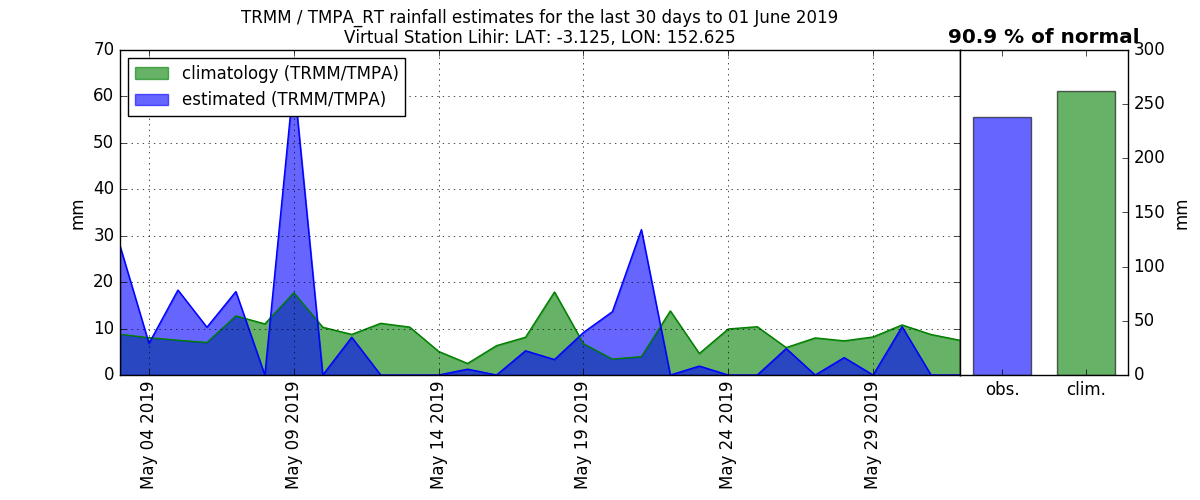 TRMM / TMPA_RT rainfall estimates for the last 30 days to 01 June 2019
Virtual Station Lihir: LAT: -3.125, LON: 152.625
90.9 % of normal
climatology (TRMM/TMPA)
estimated (TRMM/TMPA)
70
60
50
40
30
20
10
0
mm
May 04 2019
May 09 2019
May 14 2019
May 19 2019
May 24 2019
May 29 2019
obs.
clim.
300
250
200
150
100
50
0
mm